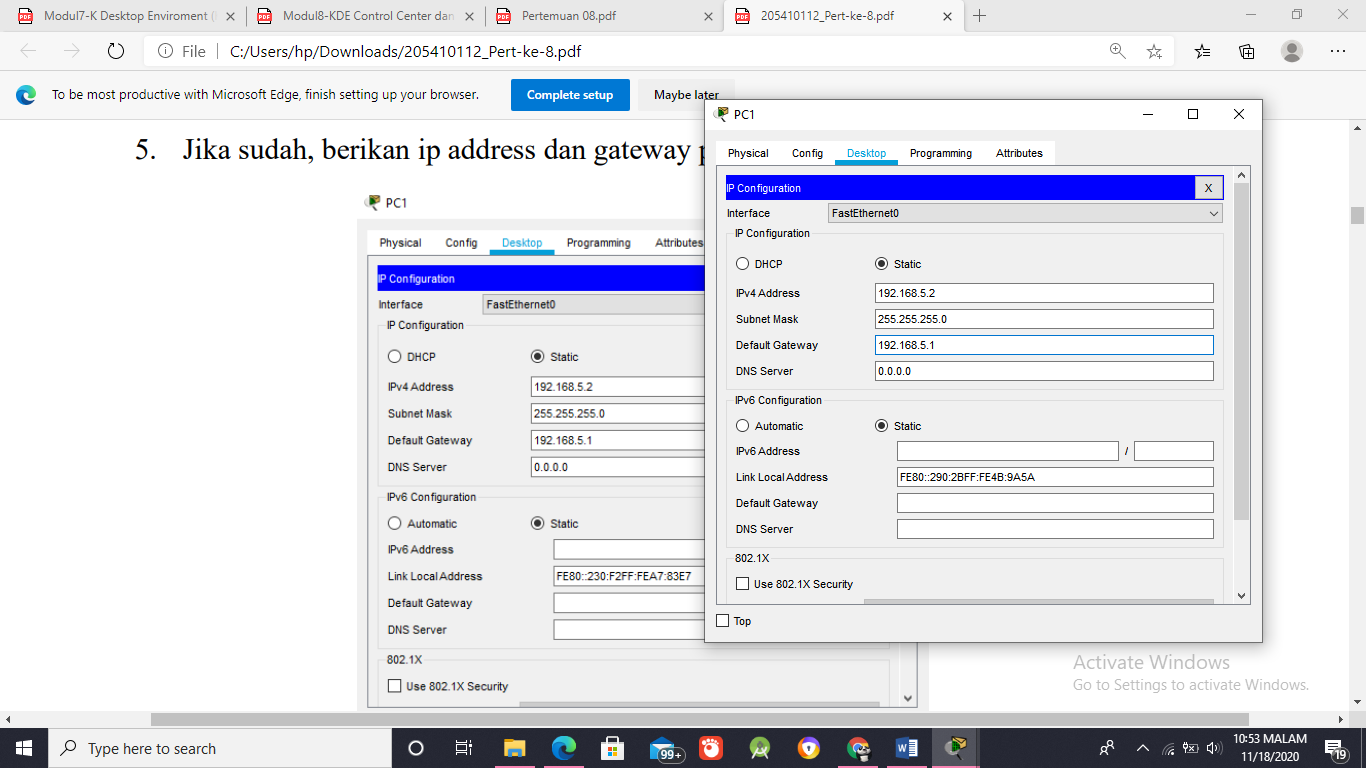 Modul7-K Desktop Enviroment (
Modul8-KDE Control Center dan
Pertemuan 08.pdf
205410112_Pert-ke-8.pdf
File
C:/Users/hp/Downloads/205410112_Pert-ke-8.pdf
To be most productive with Microsoft Edge, finish setting up your browser.
Complete setup
Maybe later
5. Jika sudah, berikan ip address dan gateway
PC1
Physical Config Desktop Programming Attributes
IP Configuration
Interface FastEthernet0
IP Configuration
DHCP Static
IPv4 Address 192.168.5.2
Subnet Mask 255.255.255.0
Default Gateway 192.168.5.1
DNS Server 0.0.0.0
IPv6 Configuration
Automatic Static
IPv6 Address
Link Local Address FE80::230:F2FF:FEA7:83E7
Default Gateway
DNS Server
802.1X
Use 802.1X Security
PC1
Physical Config Desktop Programming Attributes
IP Configuration X
Interface FastEthernet0
IP Configuration
DHCP Static
IPv4 Address 192.168.5.2
Subnet Mask 255.255.255.0
Default Gateway 192.168.5.1
DNS Server 0.0.0.0
IPv6 Configuration
Automatic Static
IPv6 Address /
Link Local Address FE80::290:2BFF:FE4B:9A5A
Default Gateway
DNS Server
802.1X
Use 802.1X Security
Top
Activate Windows
Go to Settings to activate Windows.
Type here to search
99+
10:53 MALAM
11/18/2020
19